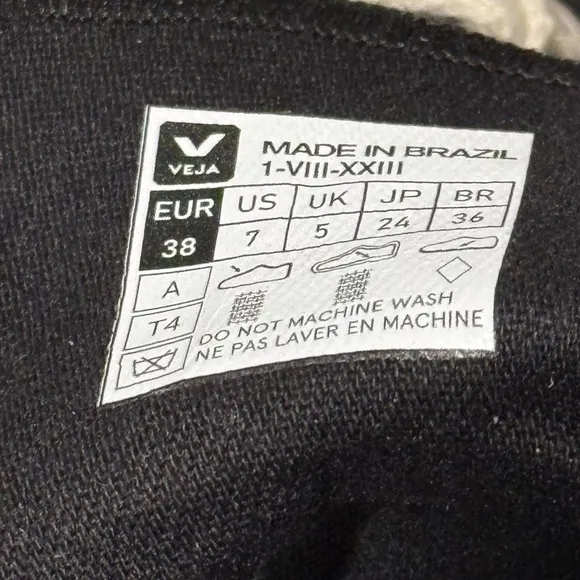 VEJA
MADE IN BRAZIL
1-VIII-XXIII
EUR US UK JP BR
38 7 5 24 36
A
T4
DO NOT MACHINE WASH
NE PAS LAVER EN MACHINE